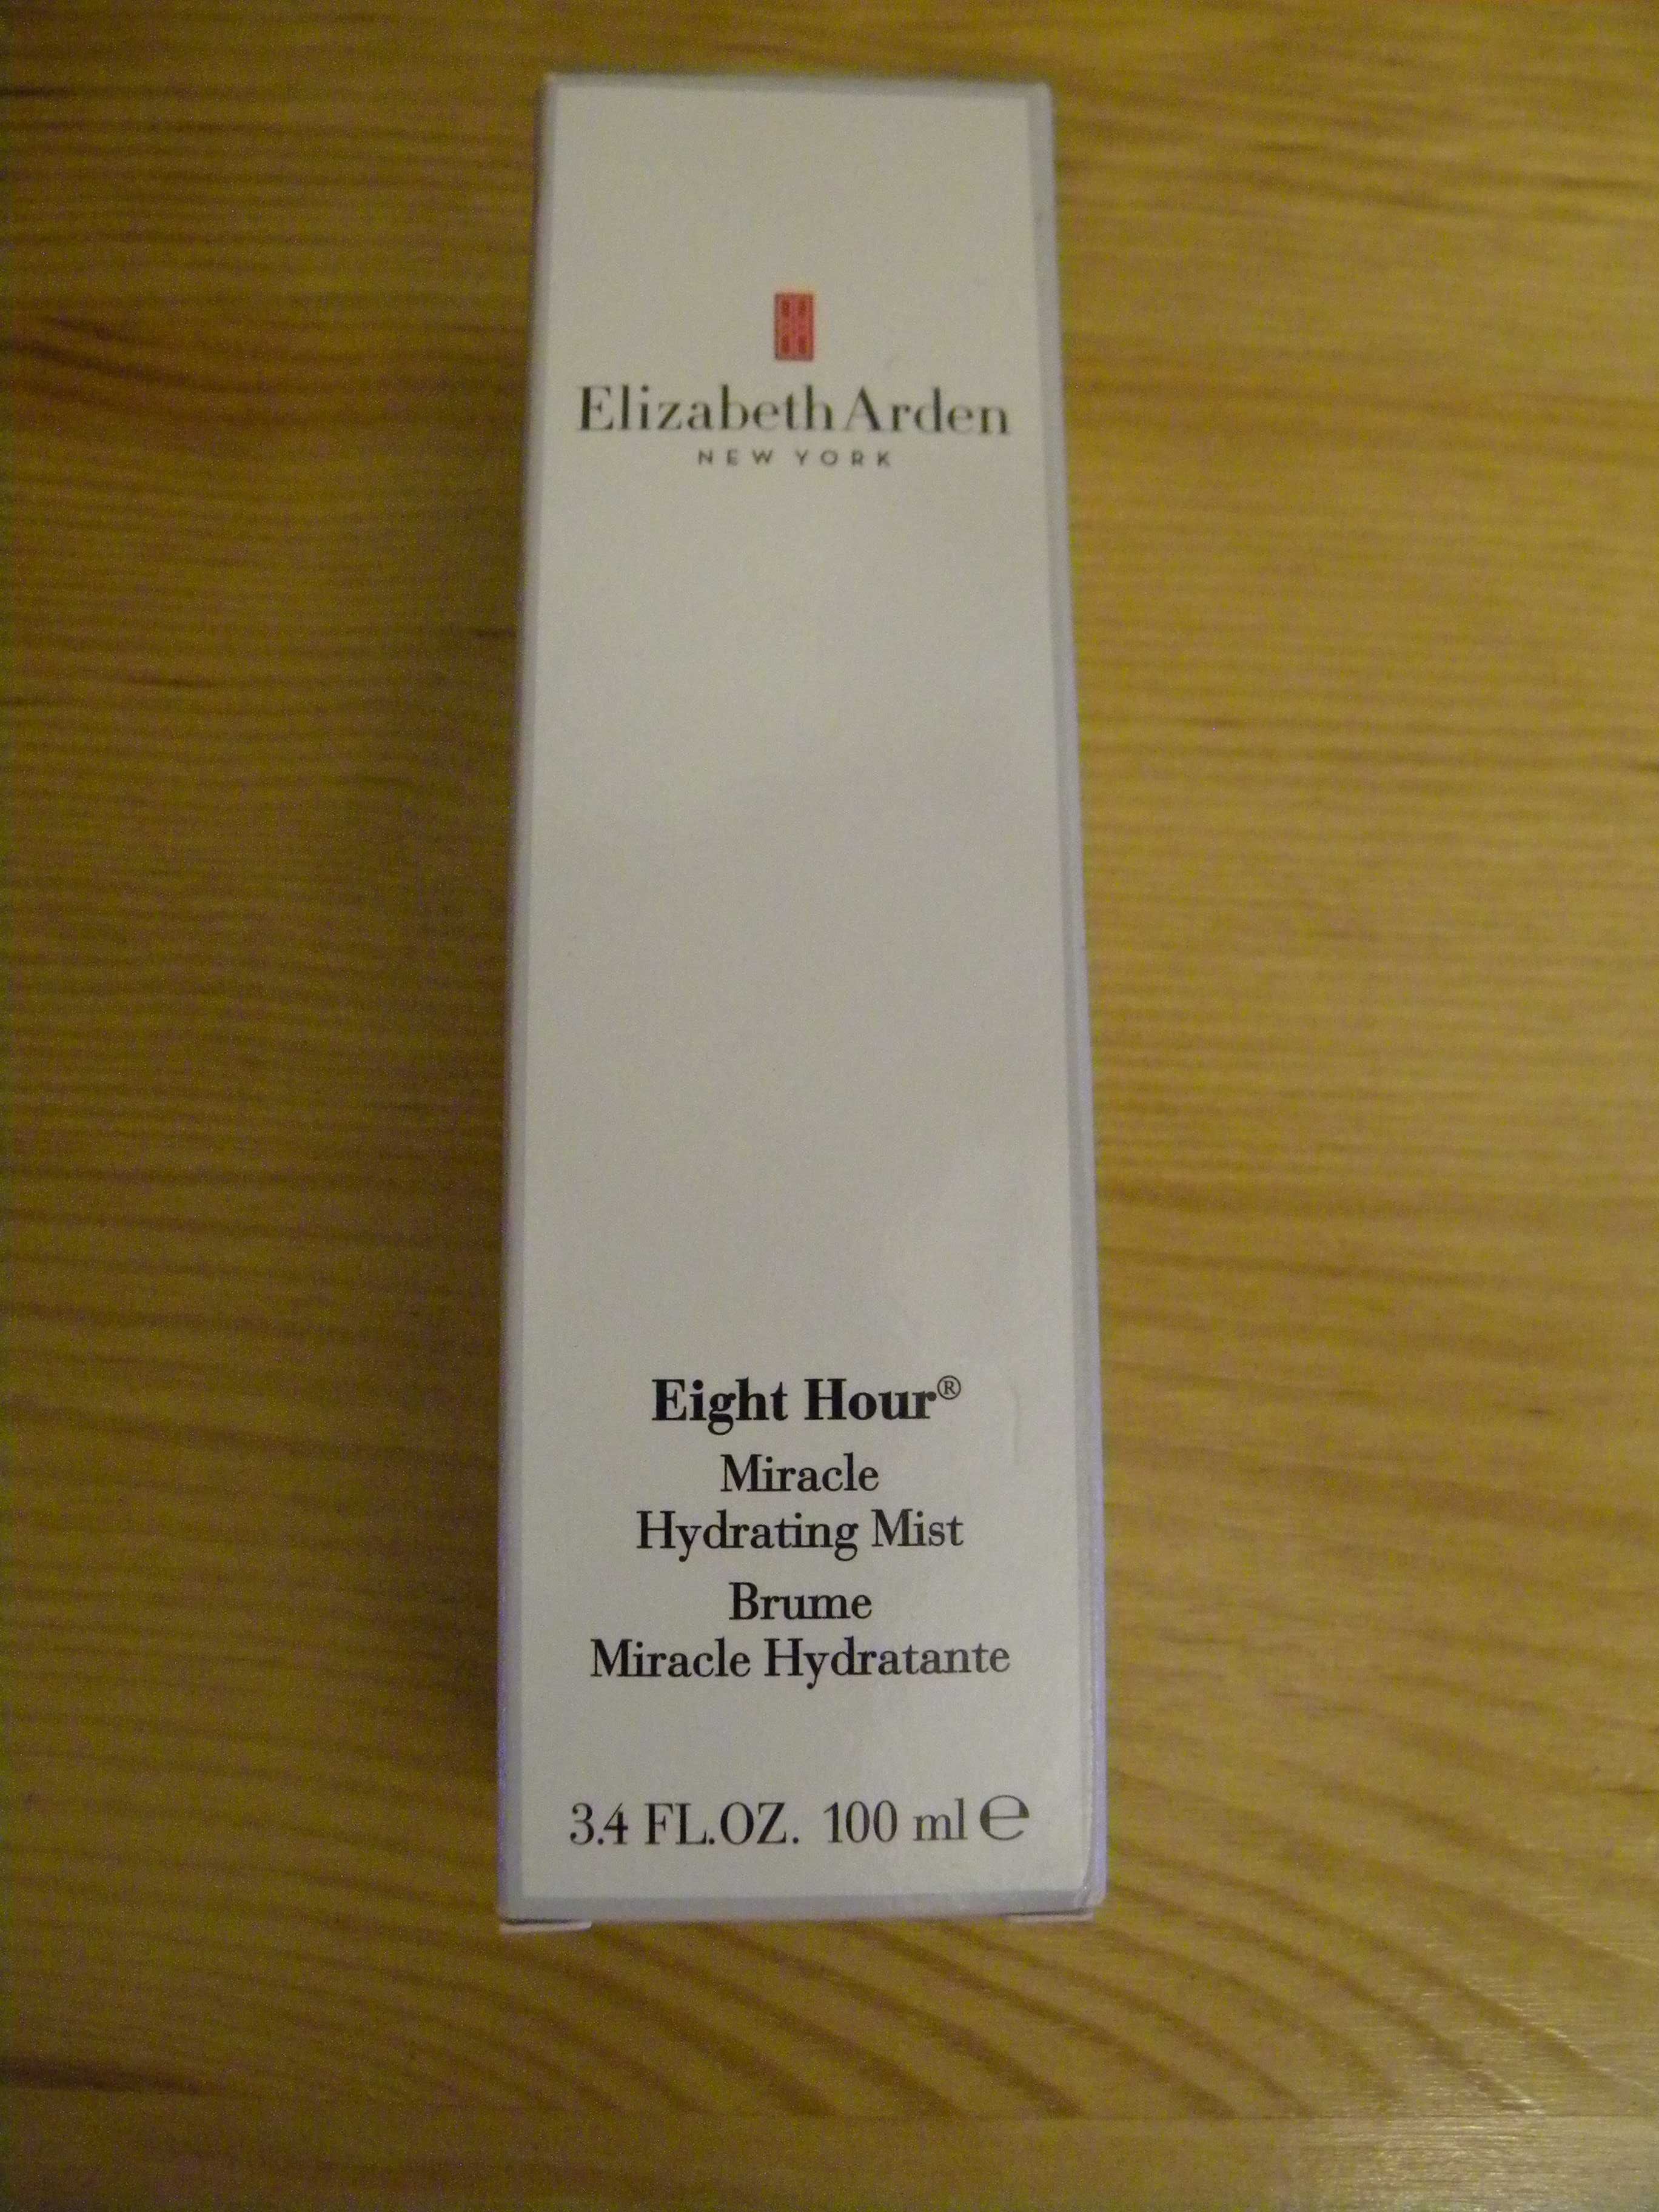 Elizabeth Arden
NEW YORK
Eight Hour®
Miracle
Hydrating Mist
Brume
Miracle Hydratante
3.4 FL.OZ. 100 ml ℮